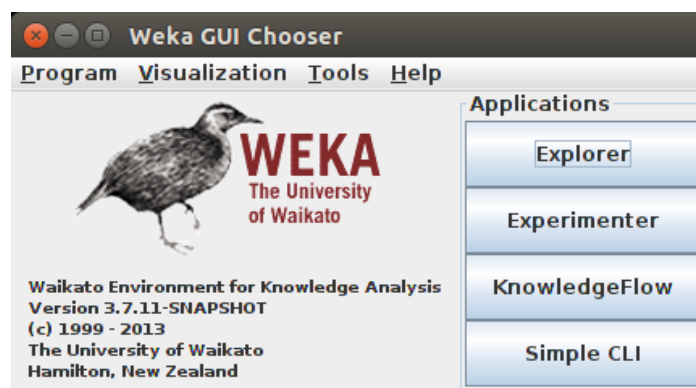 Weka GUI Chooser
Program Visualization Tools Help
WEKA
The University
of Waikato
Waikato Environment for Knowledge Analysis
Version 3.7.11-SNAPSHOT
(c) 1999 - 2013
The University of Waikato
Hamilton, New Zealand
Applications
Explorer
Experimenter
KnowledgeFlow
Simple CLI